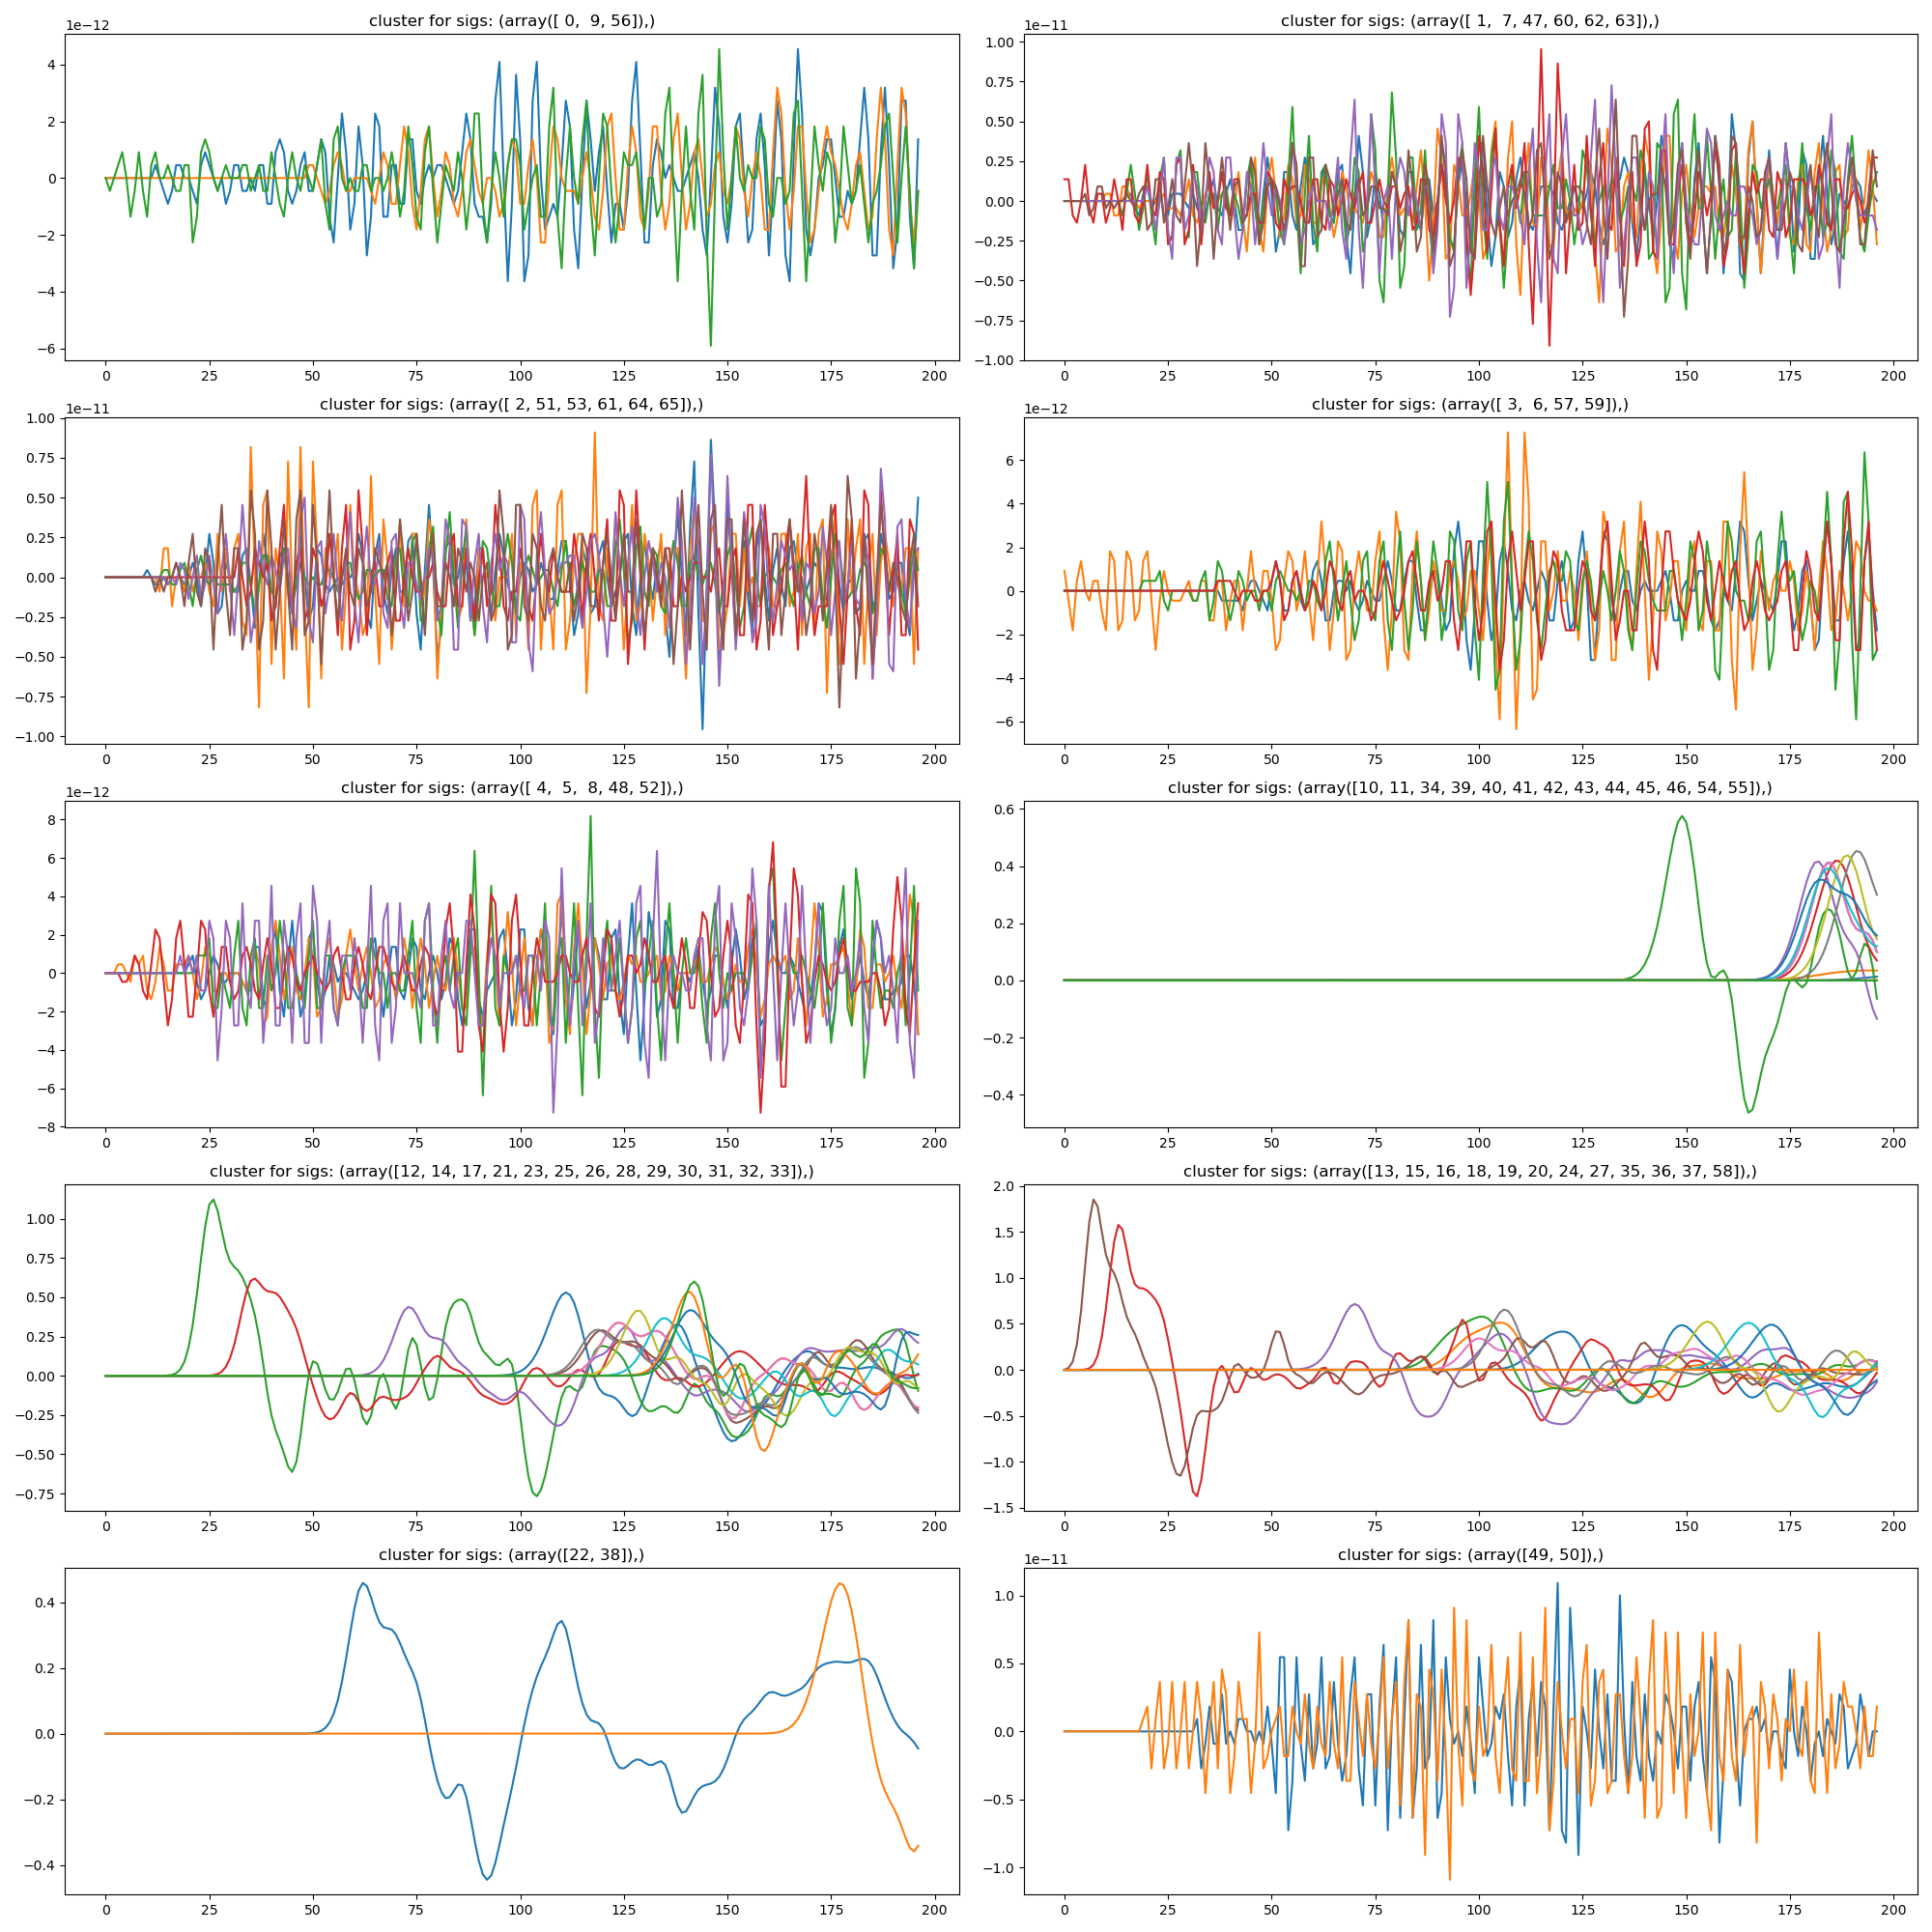 cluster for sigs: (array([ 0,  9, 56]),)
1e−12
4
2
0
−2
−4
−6
0 25 50 75 100 125 150 175 200
cluster for sigs: (array([ 1,  7, 47, 60, 62, 63]),)
1e−11
1.00
0.75
0.50
0.25
0.00
−0.25
−0.50
−0.75
−1.00
0 25 50 75 100 125 150 175 200
cluster for sigs: (array([ 2, 51, 53, 61, 64, 65]),)
1e−11
1.00
0.75
0.50
0.25
0.00
−0.25
−0.50
−0.75
−1.00
0 25 50 75 100 125 150 175 200
cluster for sigs: (array([ 3,  6, 57, 59]),)
1e−12
6
4
2
0
−2
−4
−6
0 25 50 75 100 125 150 175 200
cluster for sigs: (array([ 4,  5,  8, 48, 52]),)
1e−12
8
6
4
2
0
−2
−4
−6
−8
0 25 50 75 100 125 150 175 200
cluster for sigs: (array([10, 11, 34, 39, 40, 41, 42, 43, 44, 45, 46, 54, 55]),)
0.6
0.4
0.2
0.0
−0.2
−0.4
0 25 50 75 100 125 150 175 200
cluster for sigs: (array([12, 14, 17, 21, 23, 25, 26, 28, 29, 30, 31, 32, 33]),)
1.00
0.75
0.50
0.25
0.00
−0.25
−0.50
−0.75
0 25 50 75 100 125 150 175 200
cluster for sigs: (array([13, 15, 16, 18, 19, 20, 24, 27, 35, 36, 37, 58]),)
2.0
1.5
1.0
0.5
0.0
−0.5
−1.0
−1.5
0 25 50 75 100 125 150 175 200
cluster for sigs: (array([22, 38]),)
0.4
0.2
0.0
−0.2
−0.4
0 25 50 75 100 125 150 175 200
cluster for sigs: (array([49, 50]),)
1e−11
1.0
0.5
0.0
−0.5
−1.0
0 25 50 75 100 125 150 175 200